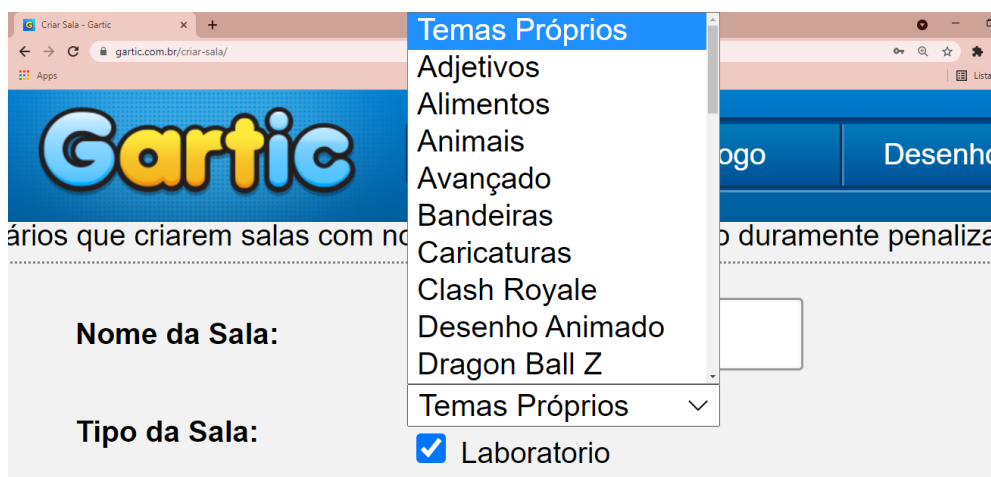 Criar Sala - Gartic
gartic.com.br/criar-sala/
Apps
Lista
Gartic
ogo
Desenho
ários que criarem salas com no
o duramente penaliza
Temas Próprios
Adjetivos
Alimentos
Animais
Avançado
Bandeiras
Caricaturas
Clash Royale
Desenho Animado
Dragon Ball Z
Nome da Sala:
Temas Próprios
Tipo da Sala:
Laboratorio